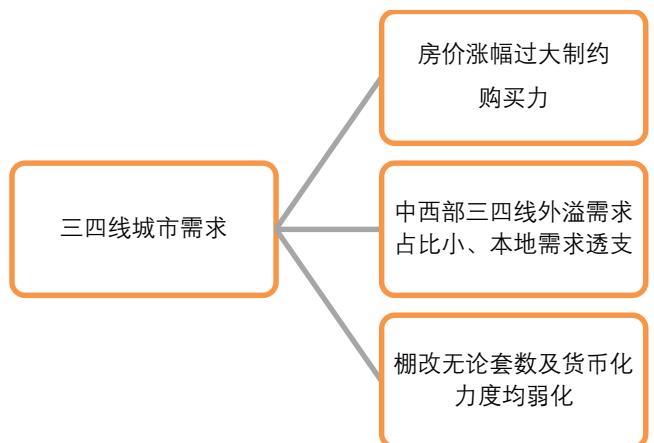 房价涨幅过大制约
购买力
三四线城市需求
中西部三四线外溢需求
占比小、本地需求透支
棚改无论套数及货币化
力度均弱化